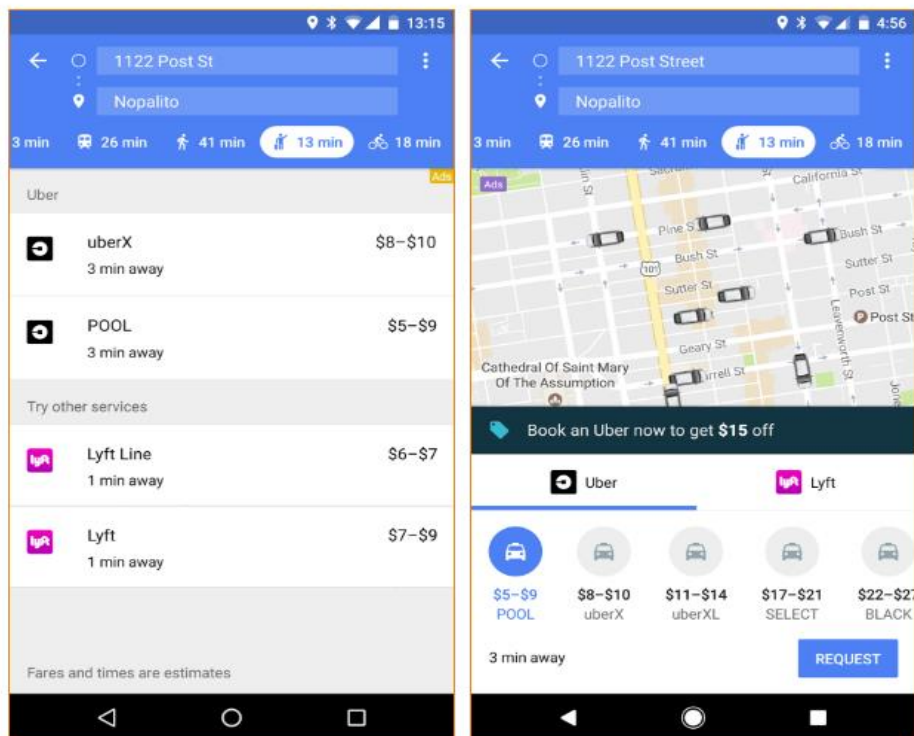 13:15
1122 Post St
Nopalito
3 min 26 min 41 min 13 min 18 min
Ads
Uber
uberX $8–$10
3 min away
POOL $5–$9
3 min away
Try other services
Lyft Line $6–$7
1 min away
Lyft $7–$9
1 min away
Fares and times are estimates
4:56
1122 Post Street
Nopalito
3 min 26 min 41 min 13 min 18 min
Ads
California St
Pine S
Bush St
Bush St
101
Sutter St
Sutter St
Post St
Post St
Geary St
Leavenworth St
Cathedral Of Saint Mary
Of The Assumption
rrell St
Jone
Book an Uber now to get $15 off
Uber Lyft
$5–$9 $8–$10 $11–$14 $17–$21 $22–$27
POOL uberX uberXL SELECT BLACK
3 min away REQUEST